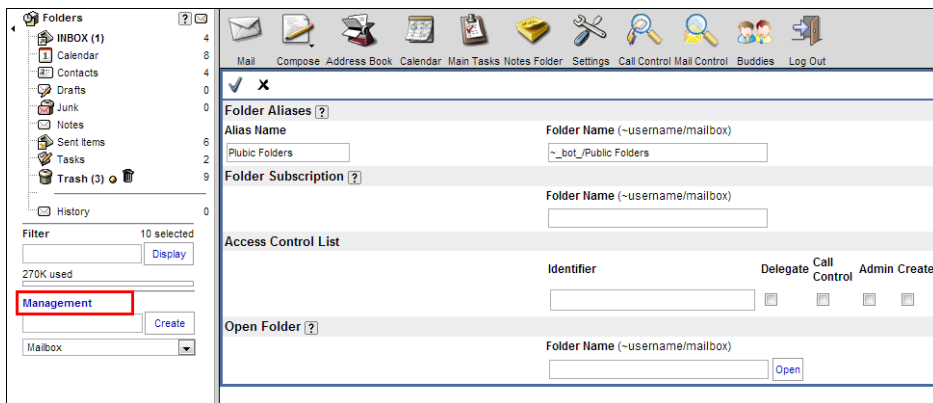 Folders ?
INBOX (1) 4
Calendar 8
Contacts 4
Drafts 0
Junk 0
Notes
Sent Items 6
Tasks 2
Trash (3) 9
History 0
Filter 10 selected
Display
270K used
Management
Create
Mailbox
Mail Compose Address Book Calendar Main Tasks Notes Folder Settings Call Control Mail Control Buddies Log Out
Folder Aliases ?
Alias Name Folder Name (~username/mailbox)
Plubic Folders ~_bot_/Public Folders
Folder Subscription ?
Folder Name (~username/mailbox)
Access Control List
Identifier Delegate Call Control Admin Create
Open Folder ?
Folder Name (~username/mailbox)
Open